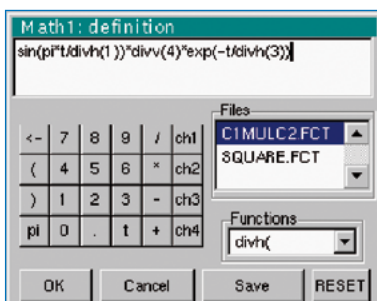 Math1: definition
sin(pi*t/divh(1))*divv(4)*exp(-t/divh(3))
Files
<- 7 8 9 / ch1
C1MULC2.FCT
( 4 5 6 * ch2
SQUARE.FCT
) 1 2 3 - ch3
Functions
pi 0 . t + ch4
divh(
OK Cancel Save RESET